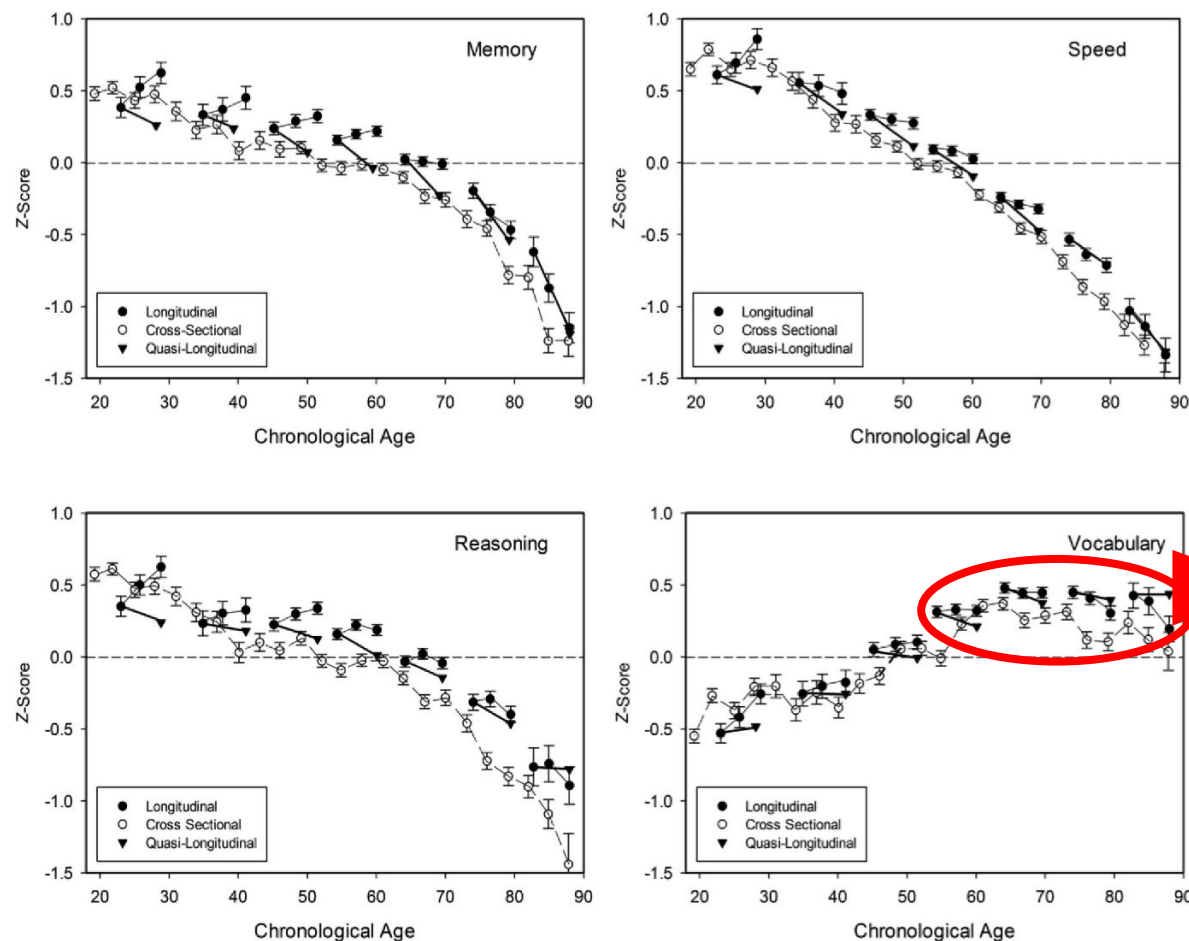 Memory
1.0
0.5
0.0
-0.5
-1.0
-1.5
Z-Score
Longitudinal
Cross-Sectional
Quasi-Longitudinal
20 30 40 50 60 70 80 90
Chronological Age
Speed
1.0
0.5
0.0
-0.5
-1.0
-1.5
Z-Score
Longitudinal
Cross Sectional
Quasi-Longitudinal
20 30 40 50 60 70 80 90
Chronological Age
Reasoning
1.0
0.5
0.0
-0.5
-1.0
-1.5
Z-Score
Longitudinal
Cross Sectional
Quasi-Longitudinal
20 30 40 50 60 70 80 90
Chronological Age
Vocabulary
1.0
0.5
0.0
-0.5
-1.0
-1.5
Z-Score
Longitudinal
Cross Sectional
Quasi-Longitudinal
20 30 40 50 60 70 80 90
Chronological Age